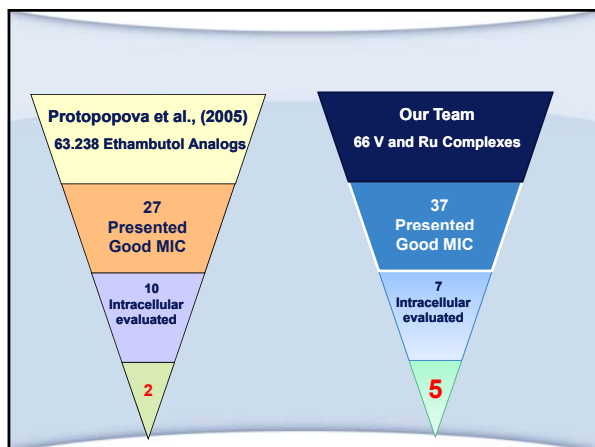 Protopopova et al., (2005)
63.238 Ethambutol Analogs
27
Presented
Good MIC
10
Intracellular
evaluated
2
Our Team
66 V and Ru Complexes
37
Presented
Good MIC
7
Intracellular
evaluated
5